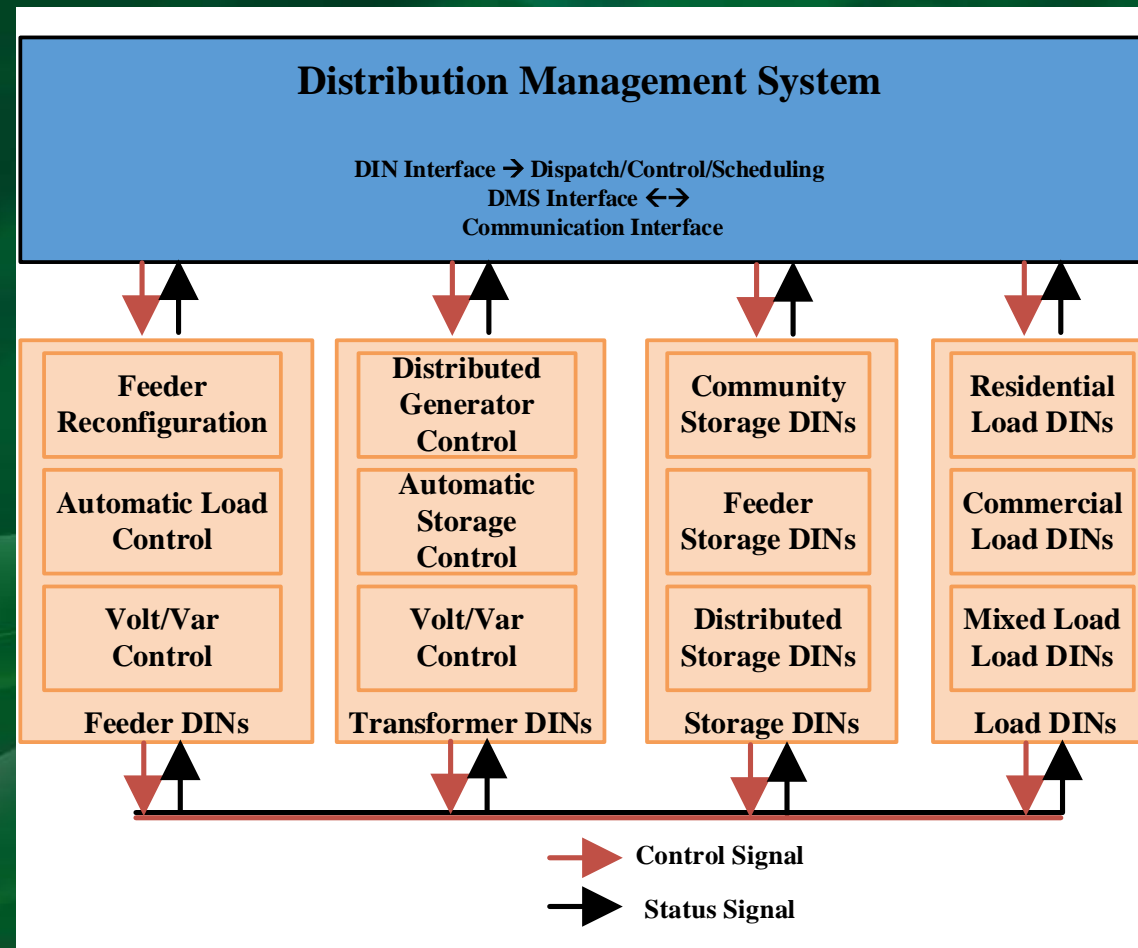 Distribution Management System
DIN Interface → Dispatch/Control/Scheduling
DMS Interface ←→
Communication Interface
Feeder
Reconfiguration
Automatic Load
Control
Volt/Var
Control
Feeder DINs
Distributed
Generator
Control
Automatic
Storage
Control
Volt/Var
Control
Transformer DINs
Community
Storage DINs
Feeder
Storage DINs
Distributed
Storage DINs
Storage DINs
Residential
Load DINs
Commercial
Load DINs
Mixed Load
Load DINs
Load DINs
Control Signal
Status Signal